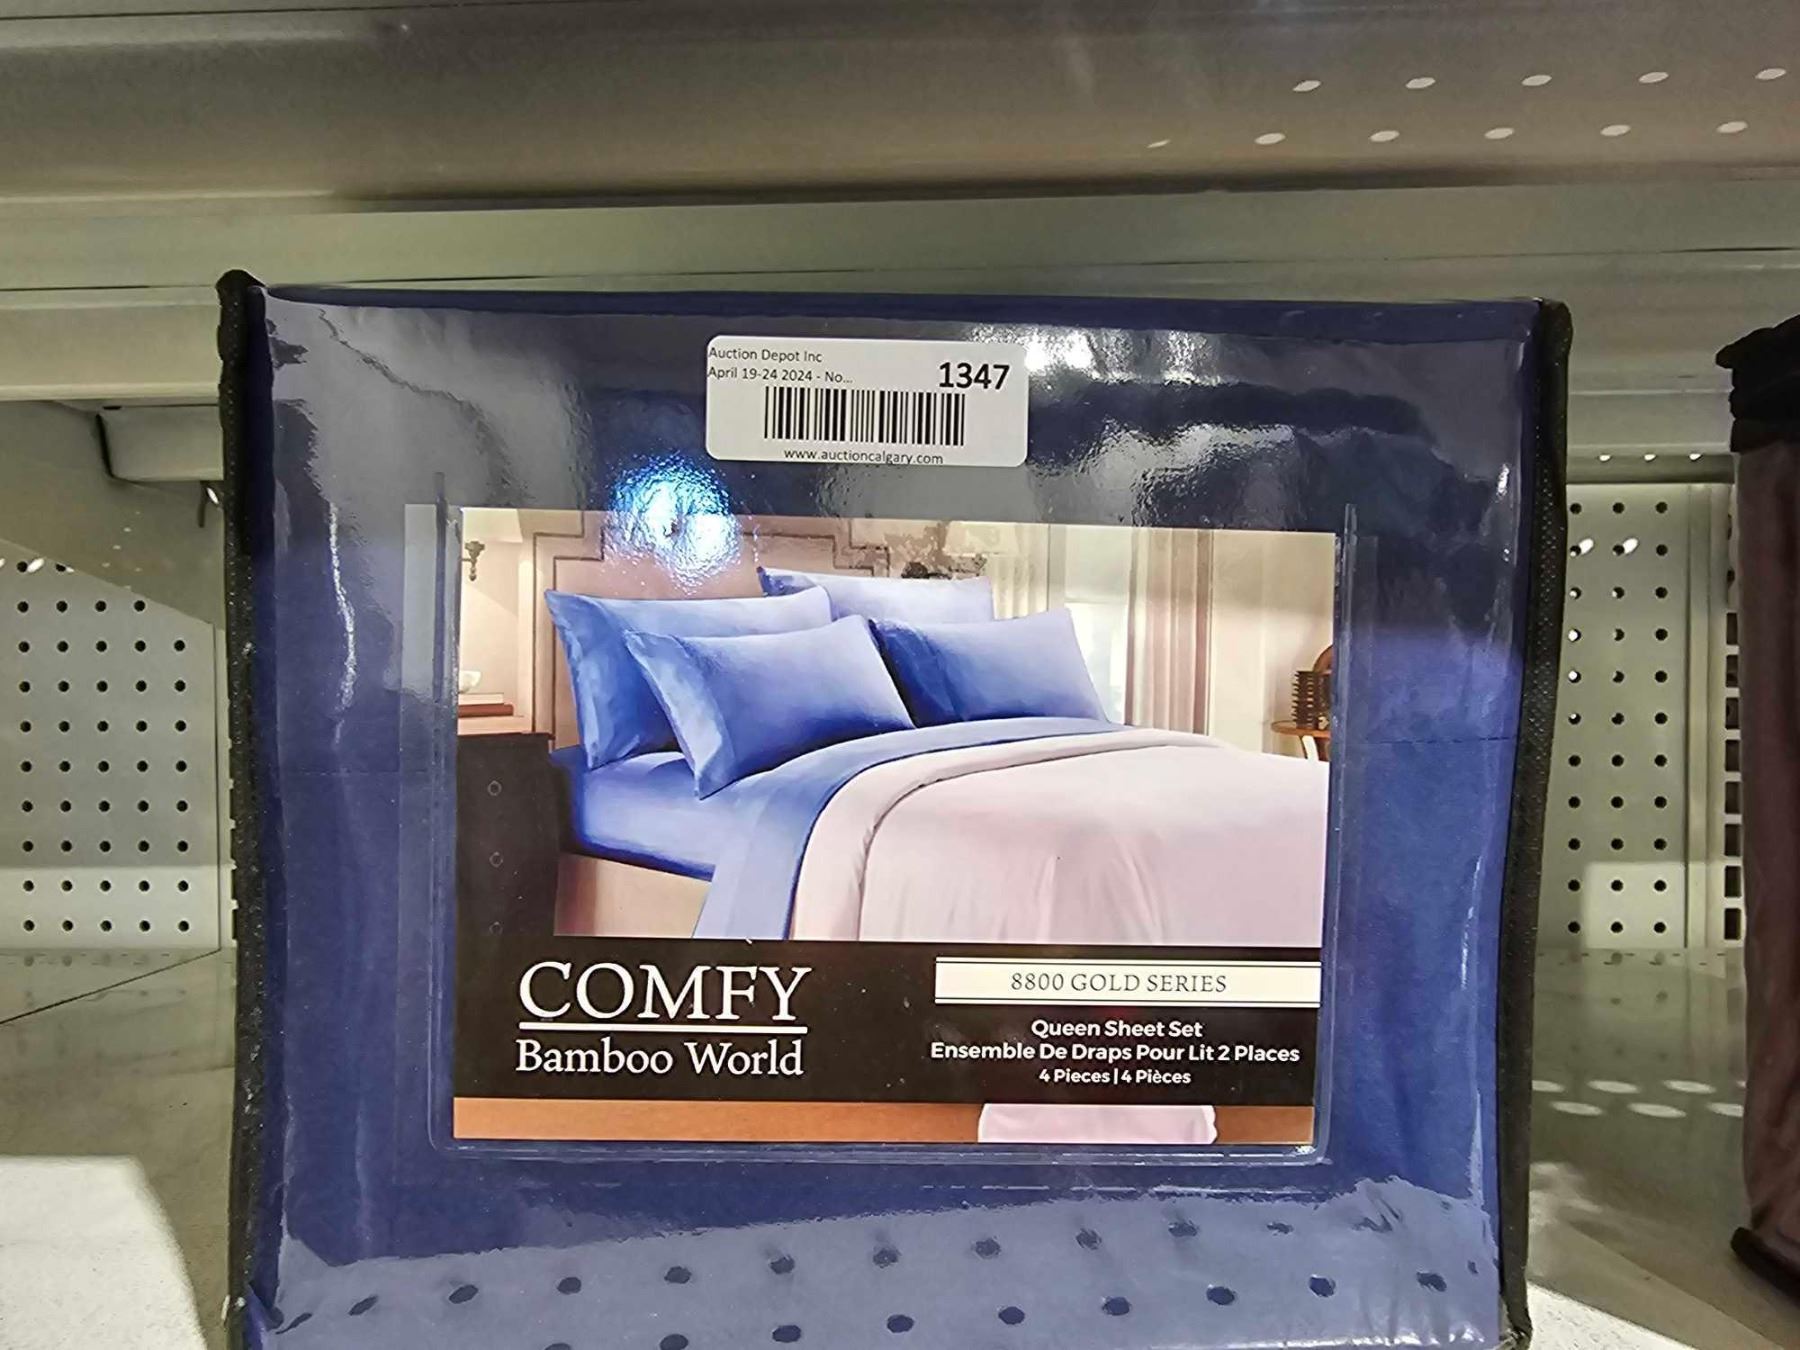 Auction Depot Inc
April 19-24 2024 - No...
1347
www.auctioncalgary.com
COMFY
Bamboo World
8800 GOLD SERIES
Queen Sheet Set
Ensemble De Draps Pour Lit 2 Places
4 Pieces | 4 Pièces